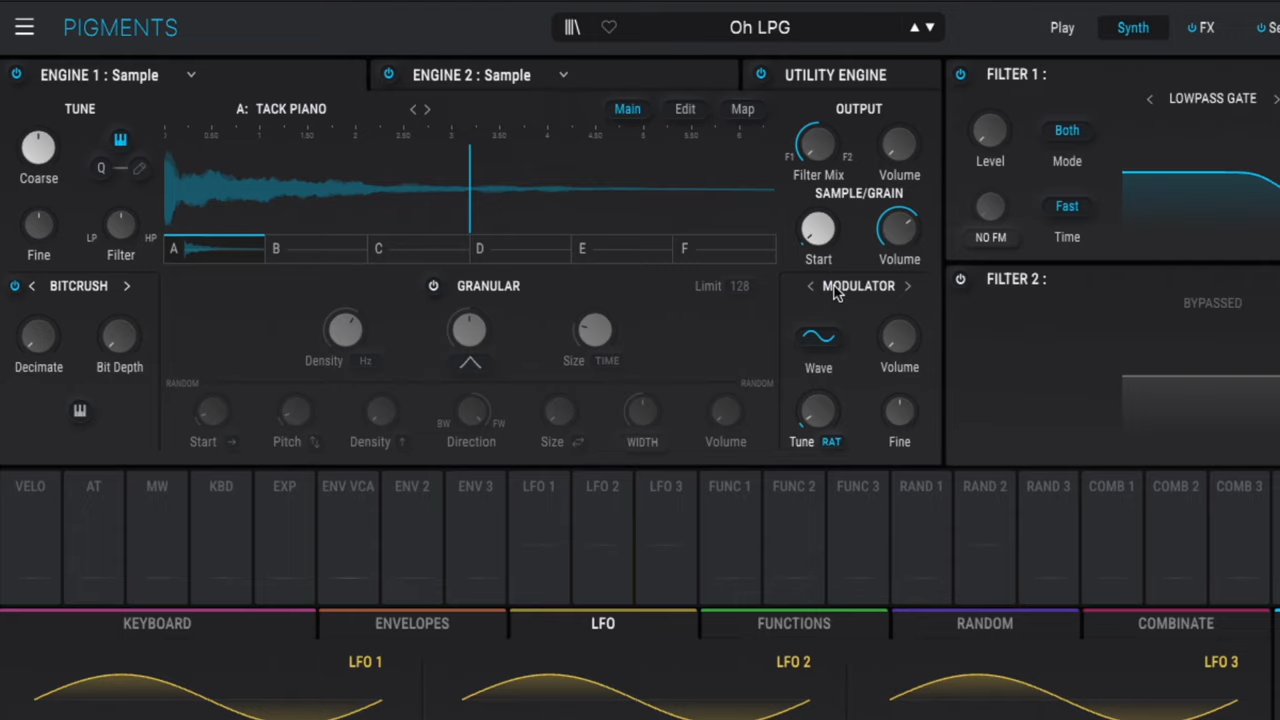 PIGMENTS
Oh LPG
Play Synth FX Se
ENGINE 1 : Sample
ENGINE 2 : Sample
UTILITY ENGINE
FILTER 1 :
TUNE
A: TACK PIANO
Main Edit Map
OUTPUT
LOWPASS GATE
Coarse
Q
Fine
LP Filter HP
A B C D E F
F1 F2
Filter Mix Volume
SAMPLE/GRAIN
Start Volume
Level
Both
Mode
Fast
Time
NO FM
BITCRUSH
GRANULAR
Limit 128
MODULATOR
FILTER 2 :
BYPASSED
Decimate Bit Depth
Density Hz
Size TIME
Wave Volume
RANDOM RANDOM
BW FW
Start Pitch Density Direction Size WIDTH Volume
Tune RAT Fine
VELO AT MW KBD EXP ENV VCA ENV 2 ENV 3 LFO 1 LFO 2 LFO 3 FUNC 1 FUNC 2 FUNC 3 RAND 1 RAND 2 RAND 3 COMB 1 COMB 2 COMB 3
KEYBOARD ENVELOPES LFO FUNCTIONS RANDOM COMBINATE
LFO 1 LFO 2 LFO 3